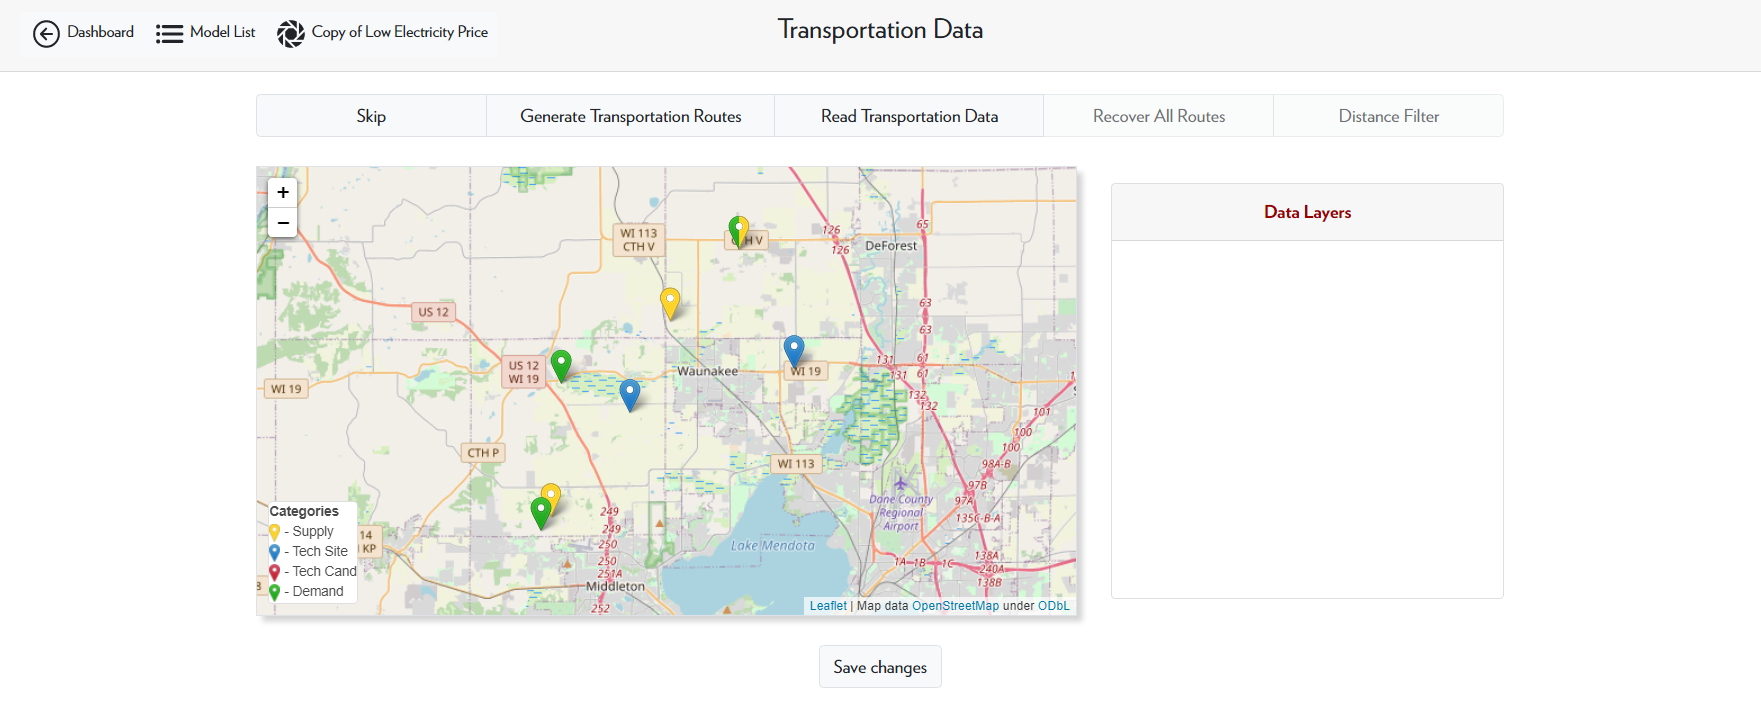 Dashboard
Model List
Copy of Low Electricity Price
Transportation Data
Skip
Generate Transportation Routes
Read Transportation Data
Recover All Routes
Distance Filter
+
−
WI 113
CTH V
126
126
65
DeForest
63
63
US 12
US 12
WI 19
WI 19
Waunakee
WI 19
131
131
61
61
132
132
101
100
100
CTH P
WI 113
98A-B
97B
97A
135C-B-A
Dane County
Regional
Airport
Lake Mendota
249
249
250
250
251A
252
Middleton
14
KP
1A
1B
1C
138A
240A
138B
Categories
- Supply
- Tech Site
- Tech Cand
- Demand
Leaflet | Map data OpenStreetMap under ODbL
Data Layers
Save changes